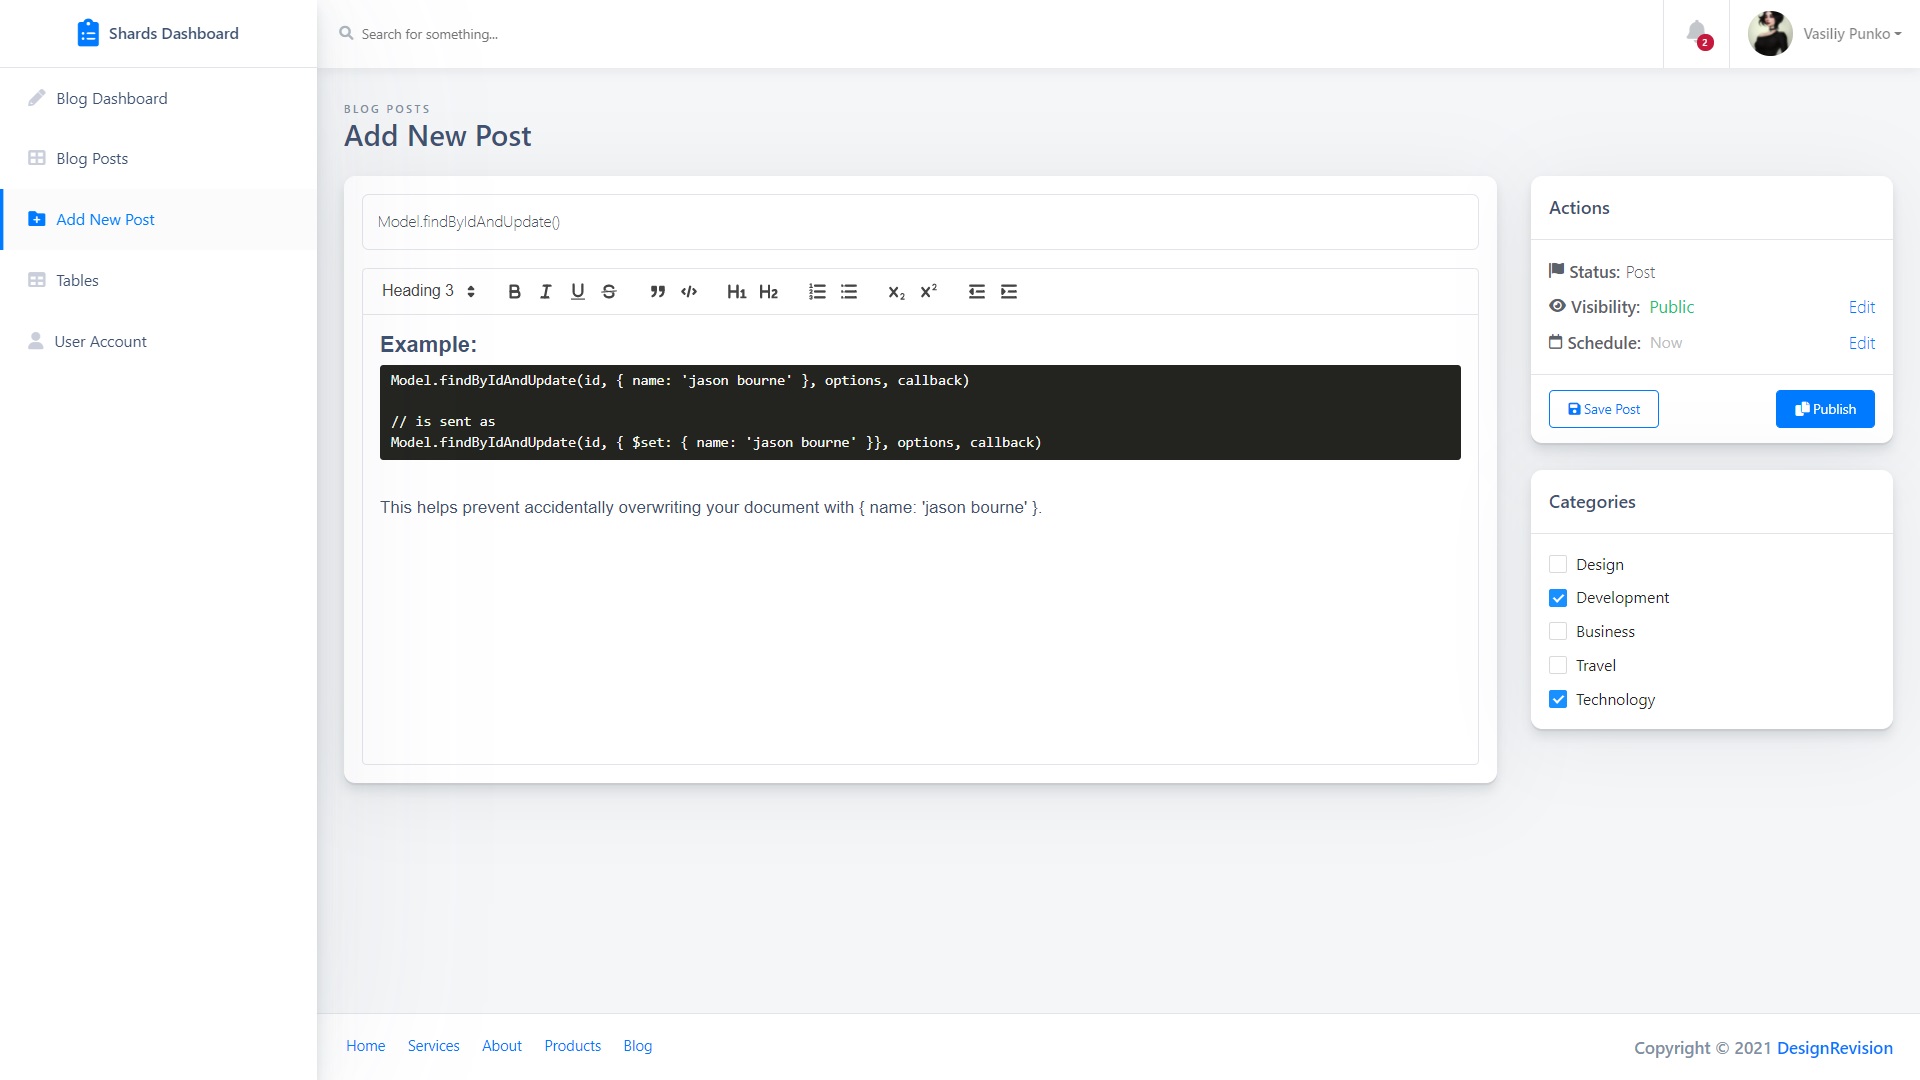 Shards Dashboard
Search for something...
2
Vasiliy Punko
Blog Dashboard
Blog Posts
Add New Post
Tables
User Account
BLOG POSTS
Add New Post
Model.findByIdAndUpdate()
Heading 3
B I U S
H1 H2
X2 X2
Example:
Model.findByIdAndUpdate(id, { name: 'jason bourne' }, options, callback)
// is sent as
Model.findByIdAndUpdate(id, { $set: { name: 'jason bourne' }}, options, callback)
This helps prevent accidentally overwriting your document with { name: 'jason bourne' }.
Actions
Status: Post
Visibility: Public Edit
Schedule: Now Edit
Save Post
Publish
Categories
Design
Development
Business
Travel
Technology
Home Services About Products Blog
Copyright © 2021 DesignRevision